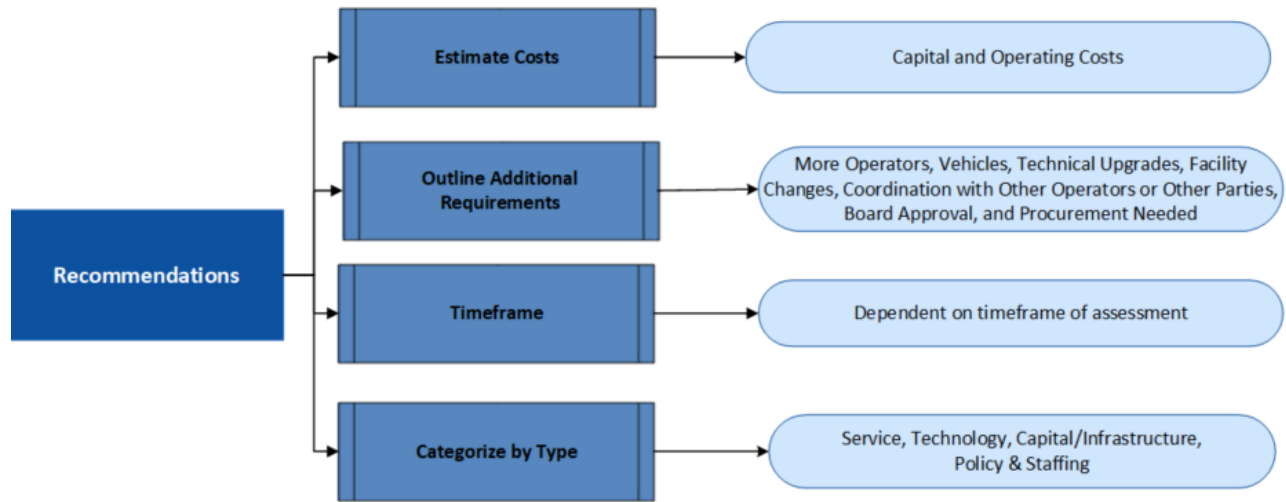 Recommendations
Estimate Costs
Capital and Operating Costs
Outline Additional
Requirements
More Operators, Vehicles, Technical Upgrades, Facility
Changes, Coordination with Other Operators or Other Parties,
Board Approval, and Procurement Needed
Timeframe
Dependent on timeframe of assessment
Categorize by Type
Service, Technology, Capital/Infrastructure,
Policy & Staffing